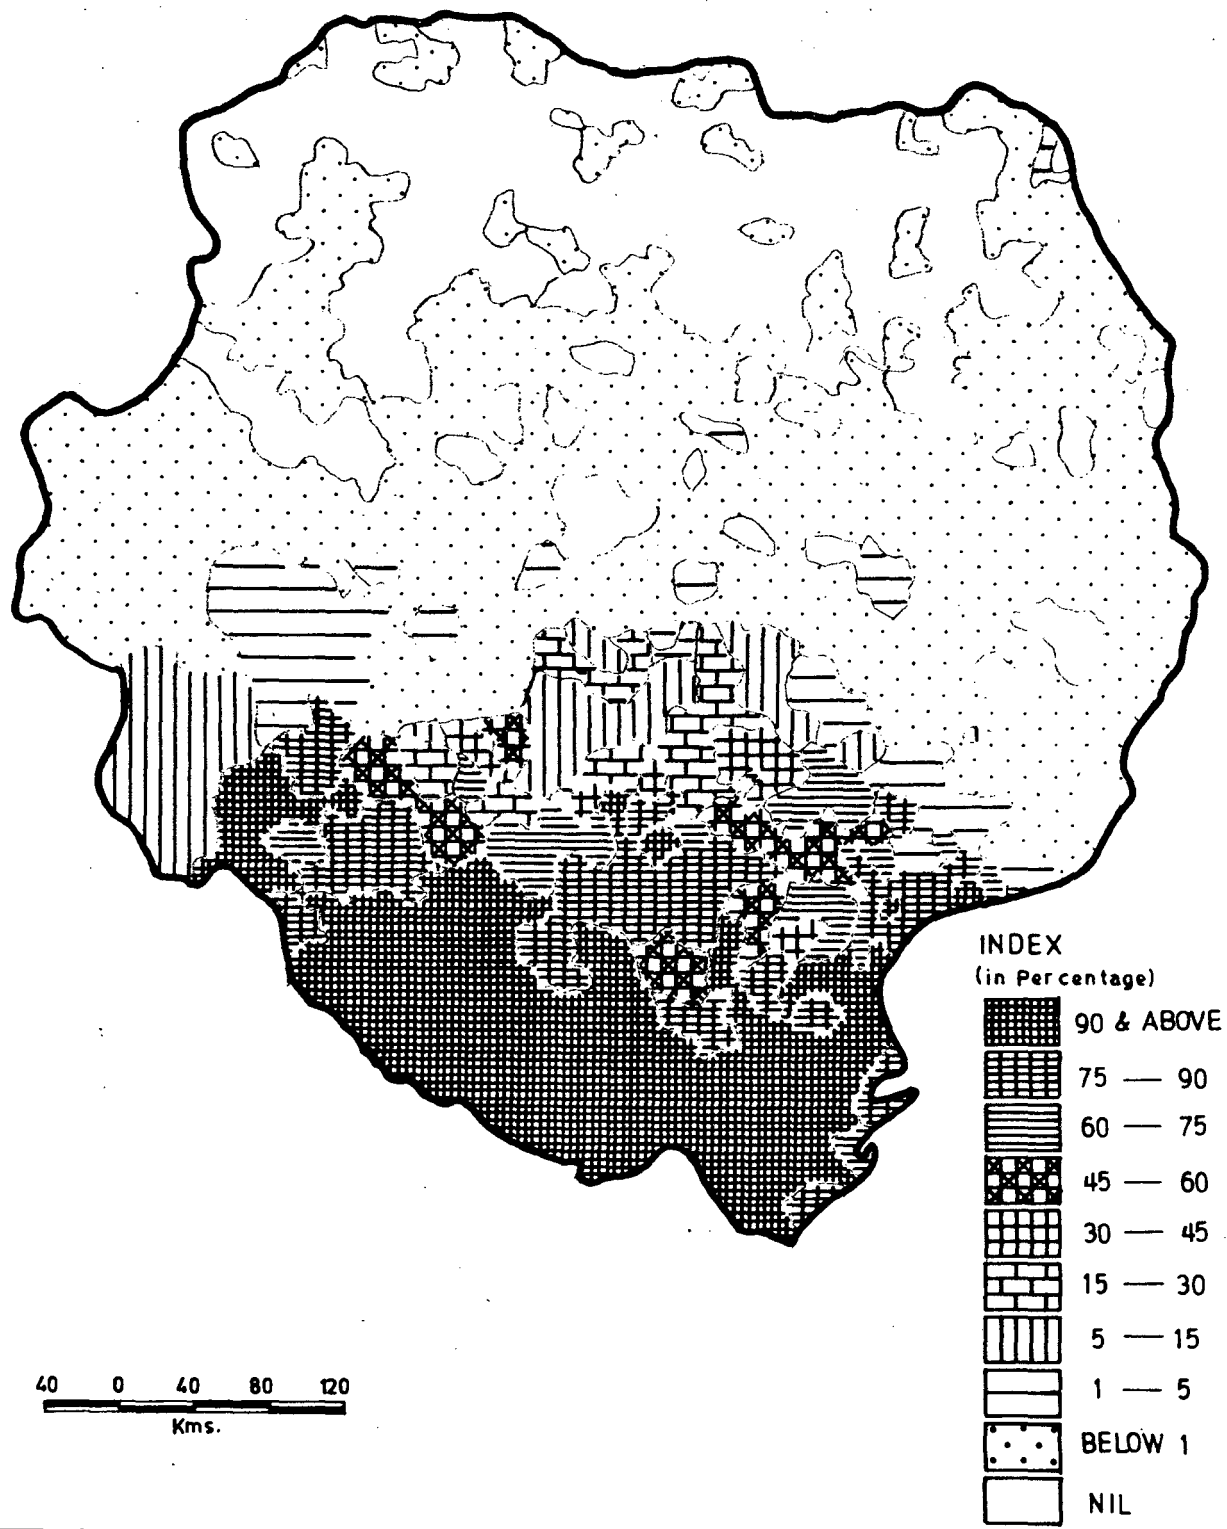 INDEX
(in Percentage)
90 & ABOVE
75 — 90
60 — 75
45 — 60
30 — 45
15 — 30
5 — 15
1 — 5
BELOW 1
NIL
40 0 40 80 120
Kms.